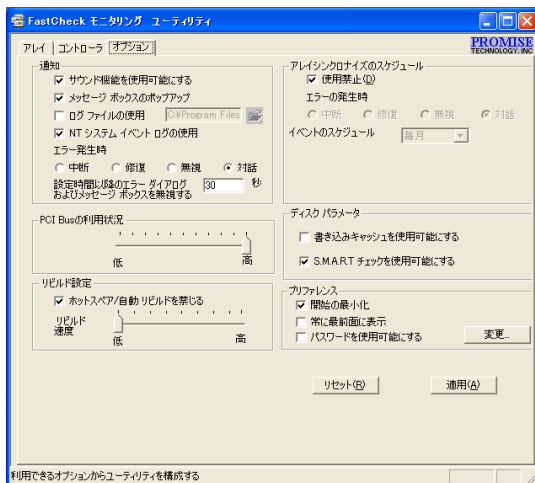 FastCheck モニタリング ユーティリティ
アレイ コントローラ オプション
PROMISE
TECHNOLOGY, INC
通知
サウンド機能を使用可能にする
メッセージ ボックスのポップアップ
ログ ファイルの使用 C:¥Program Files
NT システム イベント ログの使用
エラー発生時
中断 修復 無視 対話
設定時間以降のエラー ダイアログ
およびメッセージ ボックスを無視する
30 秒
PCI Busの利用状況
低 高
リビルド設定
ホットスペア/自動 リビルドを禁じる
リビルド
速度
低 高
アレイシンクロナイズのスケジュール
使用禁止(D)
エラーの発生時
中断 修復 無視 対話
イベントのスケジュール 毎月
ディスク パラメータ
書き込みキャッシュを使用可能にする
S.M.A.R.T チェックを使用可能にする
プリファレンス
開始の最小化
常に最前面に表示
パスワードを使用可能にする
変更..
リセット(R) 適用(A)
利用できるオプションからユーティリティを構成する